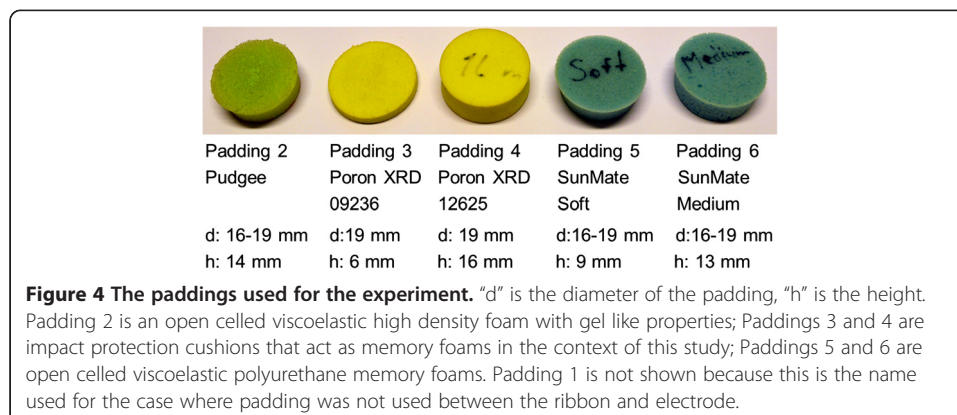 16 m Soft Medium
Padding 2 Padding 3 Padding 4 Padding 5 Padding 6
Pudgee Poron XRD Poron XRD SunMate SunMate
09236 12625 Soft Medium
d: 16-19 mm d:19 mm d: 19 mm d:16-19 mm d:16-19 mm
h: 14 mm h: 6 mm h: 16 mm h: 9 mm h: 13 mm
Figure 4 The paddings used for the experiment. "d" is the diameter of the padding, "h" is the height.
Padding 2 is an open celled viscoelastic high density foam with gel like properties; Paddings 3 and 4 are
impact protection cushions that act as memory foams in the context of this study; Paddings 5 and 6 are
open celled viscoelastic polyurethane memory foams. Padding 1 is not shown because this is the name
used for the case where padding was not used between the ribbon and electrode.